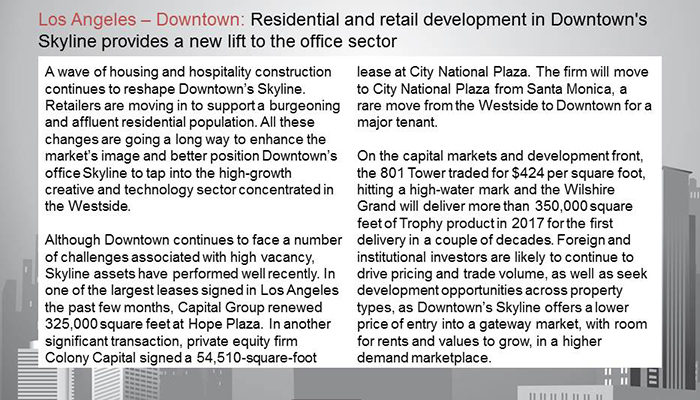 Los Angeles – Downtown: Residential and retail development in Downtown's
Skyline provides a new lift to the office sector
A wave of housing and hospitality construction
continues to reshape Downtown’s Skyline.
Retailers are moving in to support a burgeoning
and affluent residential population. All these
changes are going a long way to enhance the
market’s image and better position Downtown’s
office Skyline to tap into the high-growth
creative and technology sector concentrated in
the Westside.
Although Downtown continues to face a number
of challenges associated with high vacancy,
Skyline assets have performed well recently. In
one of the largest leases signed in Los Angeles
the past few months, Capital Group renewed
325,000 square feet at Hope Plaza. In another
significant transaction, private equity firm
Colony Capital signed a 54,510-square-foot
lease at City National Plaza. The firm will move
to City National Plaza from Santa Monica, a
rare move from the Westside to Downtown for a
major tenant.
On the capital markets and development front,
the 801 Tower traded for $424 per square foot,
hitting a high-water mark and the Wilshire
Grand will deliver more than 350,000 square
feet of Trophy product in 2017 for the first
delivery in a couple of decades. Foreign and
institutional investors are likely to continue to
drive pricing and trade volume, as well as seek
development opportunities across property
types, as Downtown’s Skyline offers a lower
price of entry into a gateway market, with room
for rents and values to grow, in a higher
demand marketplace.